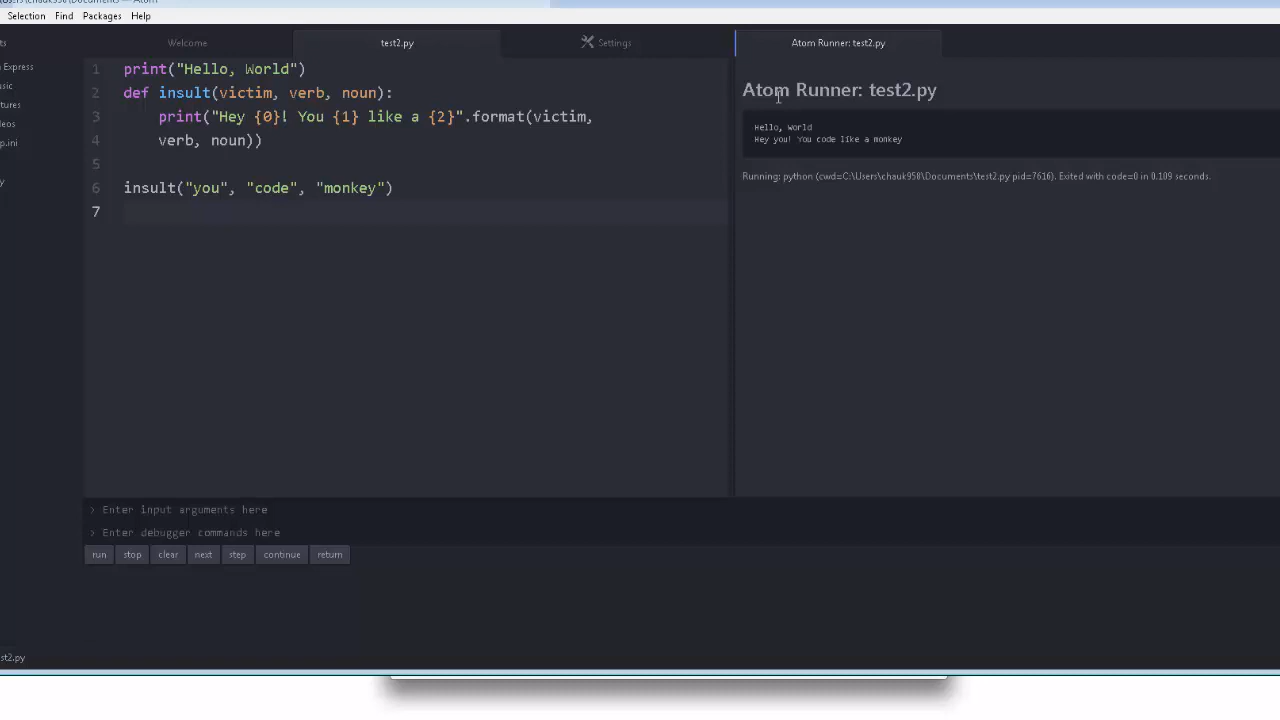 Selection Find Packages Help
Welcome
test2.py
Settings
Atom Runner: test2.py
1 print("Hello, World")
2 def insult(victim, verb, noun):
3 print("Hey {0}! You {1} like a {2}".format(victim,
4 verb, noun))
5
6 insult("you", "code", "monkey")
7
Atom Runner: test2.py
Hello, World
Hey you! You code like a monkey
Running: python (cwd=C:\Users\chauk958\Documents\test2.py pid=7616). Exited with code=0 in 0.109 seconds.
Express
p.ini
> Enter input arguments here
> Enter debugger commands here
run stop clear next step continue return
st2.py